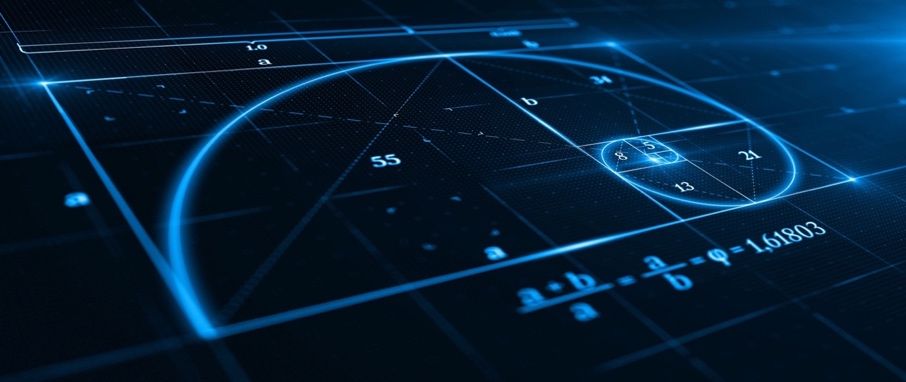 1.0
a
b
34
55
8
5
21
13
a
a
a + b / a = a / b = φ = 1,61803